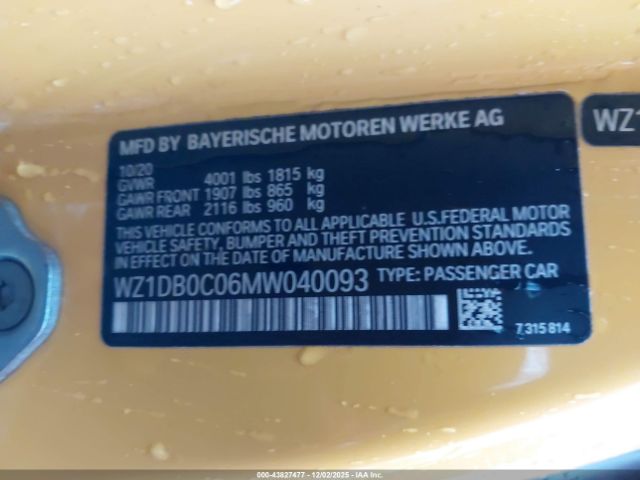 MFD BY BAYERISCHE MOTOREN WERKE AG
10/20
GVWR 4001 lbs 1815 kg
GAWR FRONT 1907 lbs 865 kg
GAWR REAR 2116 lbs 960 kg
THIS VEHICLE CONFORMS TO ALL APPLICABLE U.S.FEDERAL MOTOR
VEHICLE SAFETY, BUMPER AND THEFT PREVENTION STANDARDS
IN EFFECT ON THE DATE OF MANUFACTURE SHOWN ABOVE.
WZ1DB0C06MW040093 TYPE: PASSENGER CAR
7 315 814
WZ1
000-43827477 - 12/02/2025 - IAA Inc.